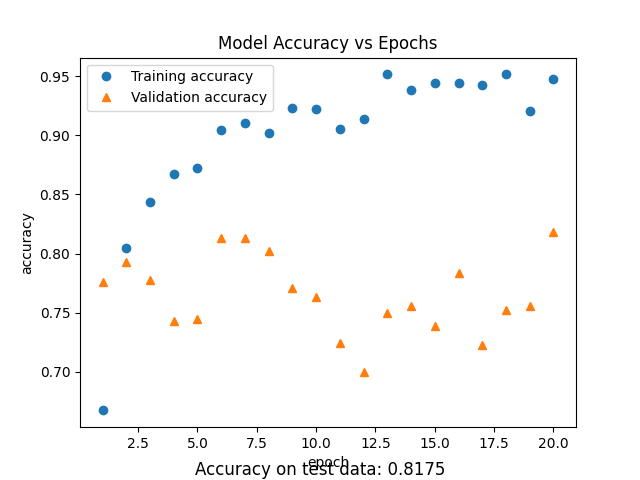 Model Accuracy vs Epochs
Training accuracy
Validation accuracy
accuracy
0.95
0.90
0.85
0.80
0.75
0.70
2.5 5.0 7.5 10.0 12.5 15.0 17.5 20.0
epoch
Accuracy on test data: 0.8175